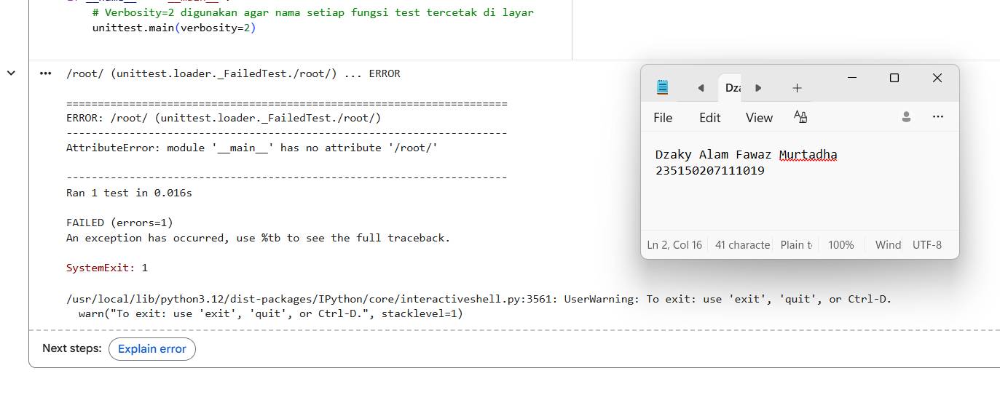 # Verbosity=2 digunakan agar nama setiap fungsi test tercetak di layar
unittest.main(verbosity=2)
/root/ (unittest.loader._FailedTest./root/) ... ERROR
======================================================================
ERROR: /root/ (unittest.loader._FailedTest./root/)
----------------------------------------------------------------------
AttributeError: module '__main__' has no attribute '/root/'
----------------------------------------------------------------------
Ran 1 test in 0.016s
FAILED (errors=1)
An exception has occurred, use %tb to see the full traceback.
SystemExit: 1
/usr/local/lib/python3.12/dist-packages/IPython/core/interactiveshell.py:3561: UserWarning: To exit: use 'exit', 'quit', or Ctrl-D.
warn("To exit: use 'exit', 'quit', or Ctrl-D.", stacklevel=1)
Next steps: Explain error
Dza
File Edit View
Dzaky Alam Fawaz Murtadha
235150207111019
Ln 2, Col 16 41 characte Plain t 100% Wind UTF-8